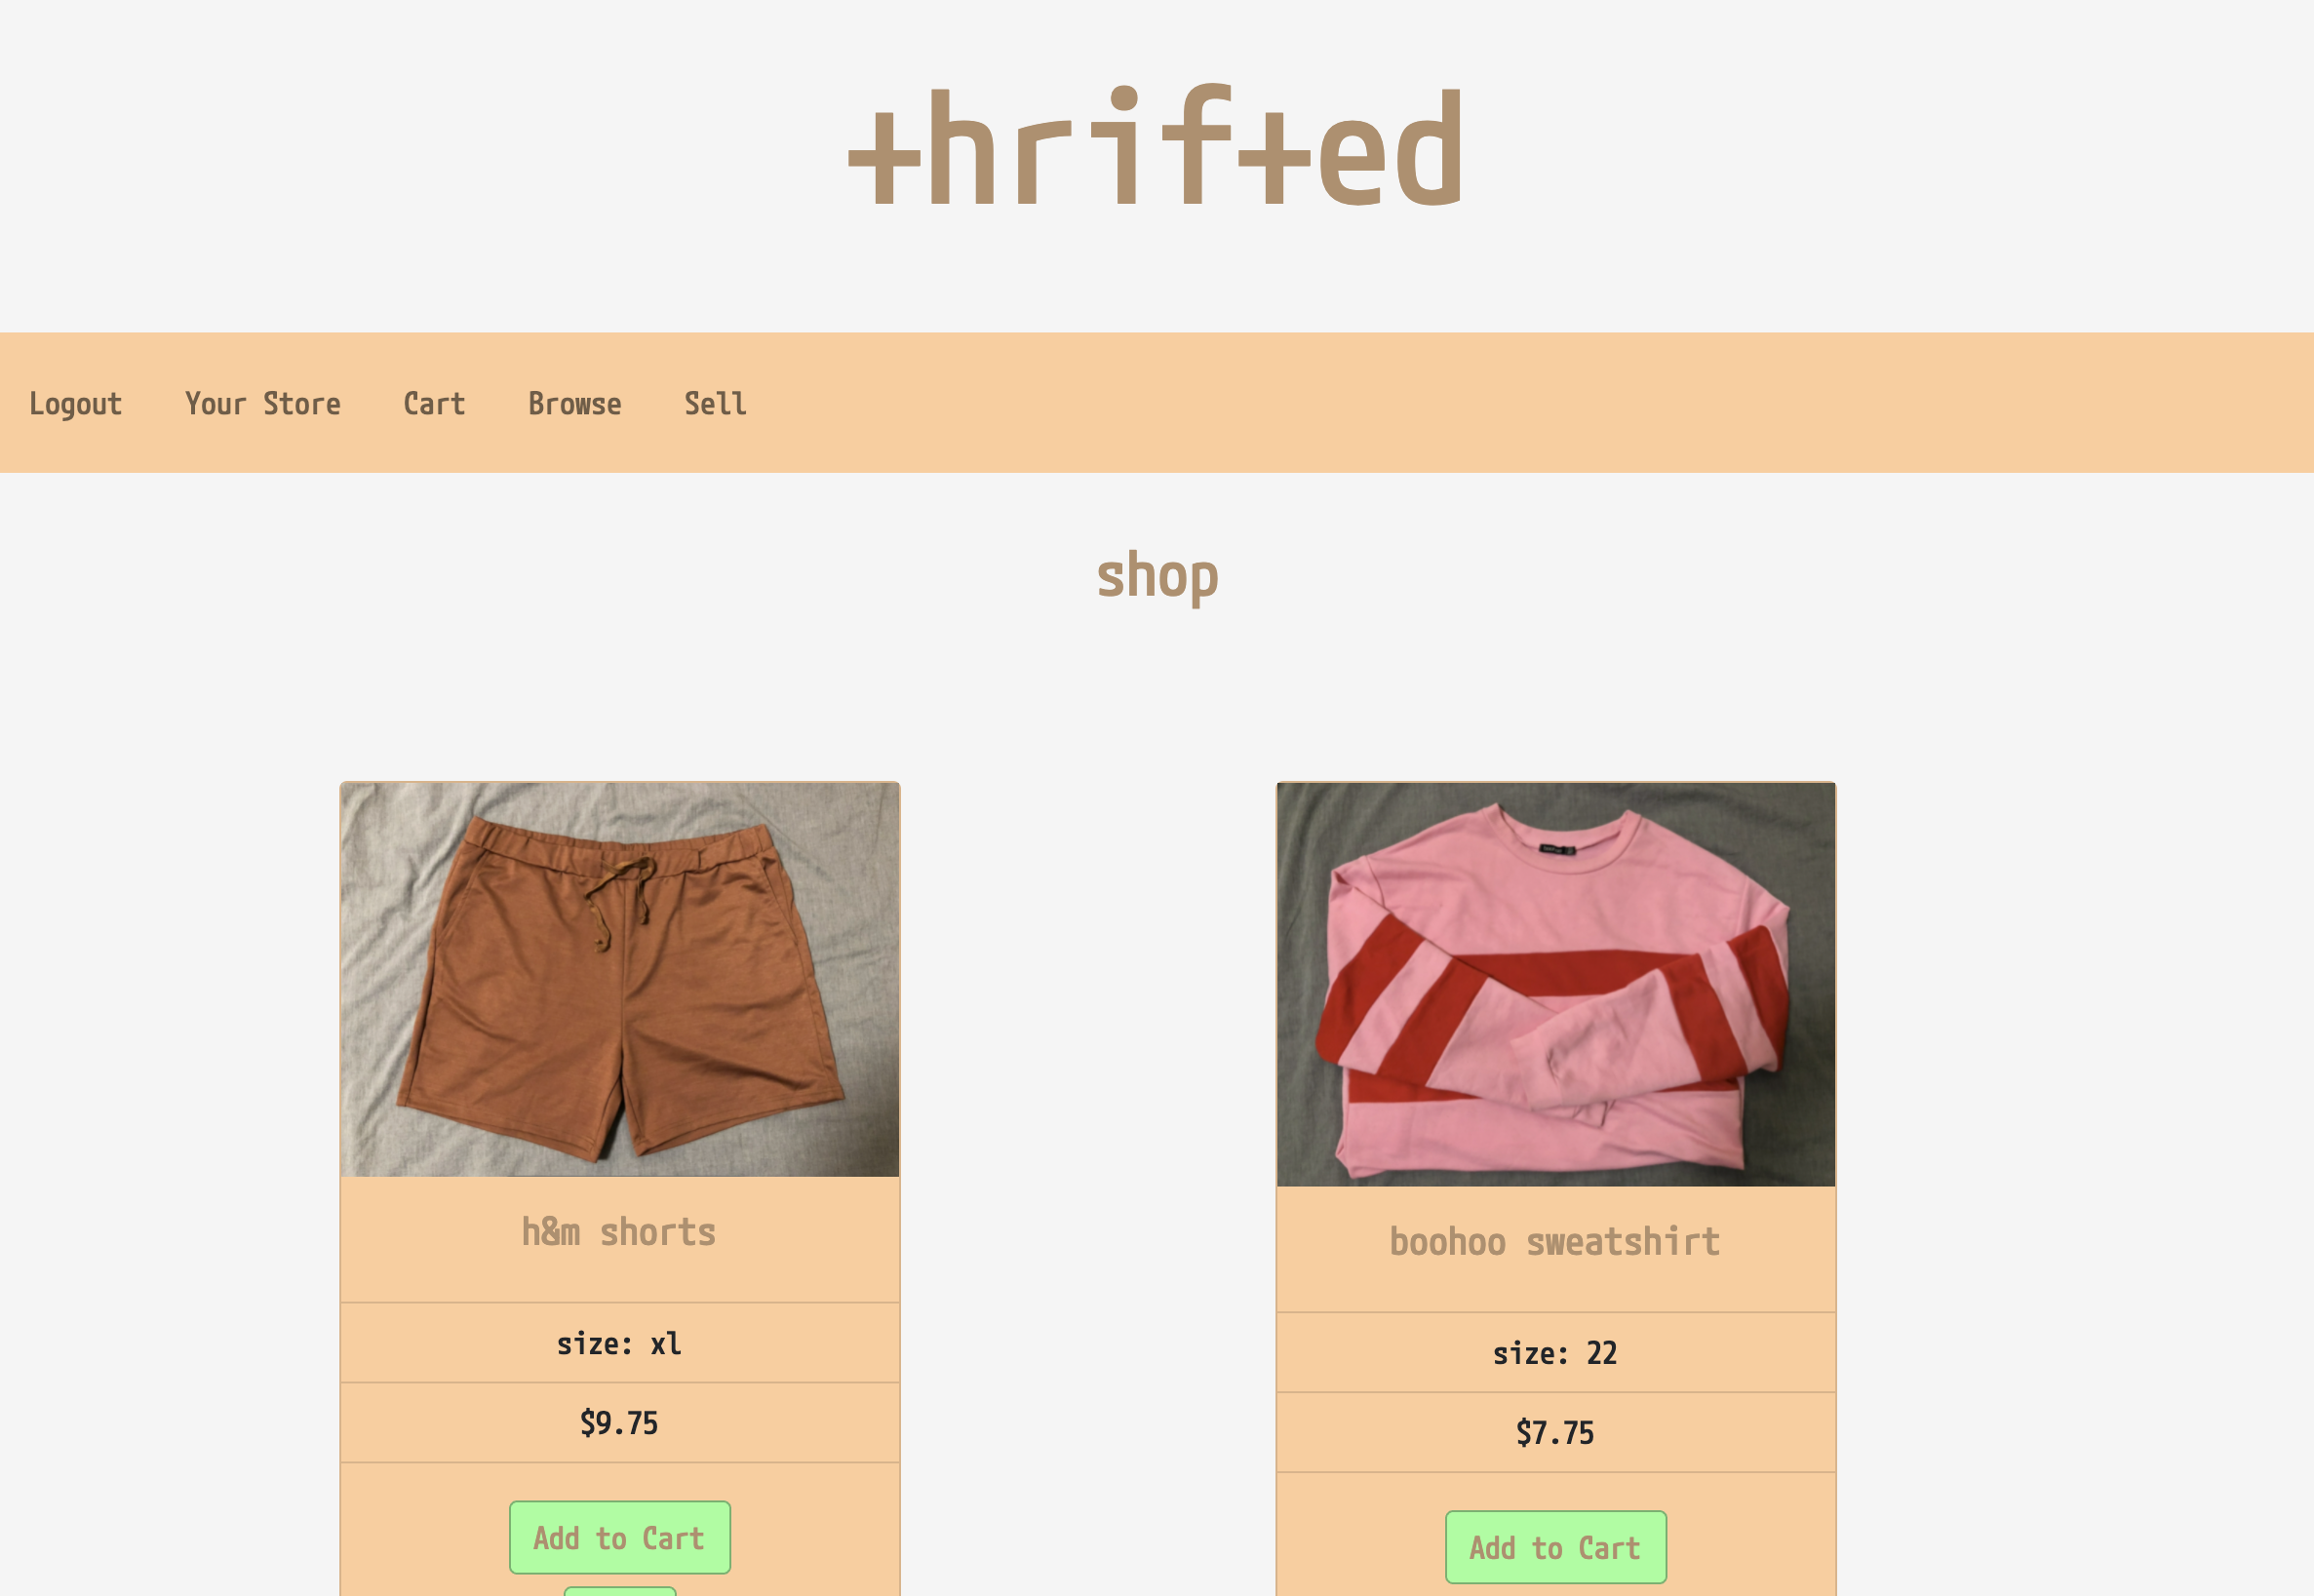 +hrif+ed
Logout Your Store Cart Browse Sell
shop
h&m shorts
size: xl
$9.75
Add to Cart
boohoo sweatshirt
size: 22
$7.75
Add to Cart